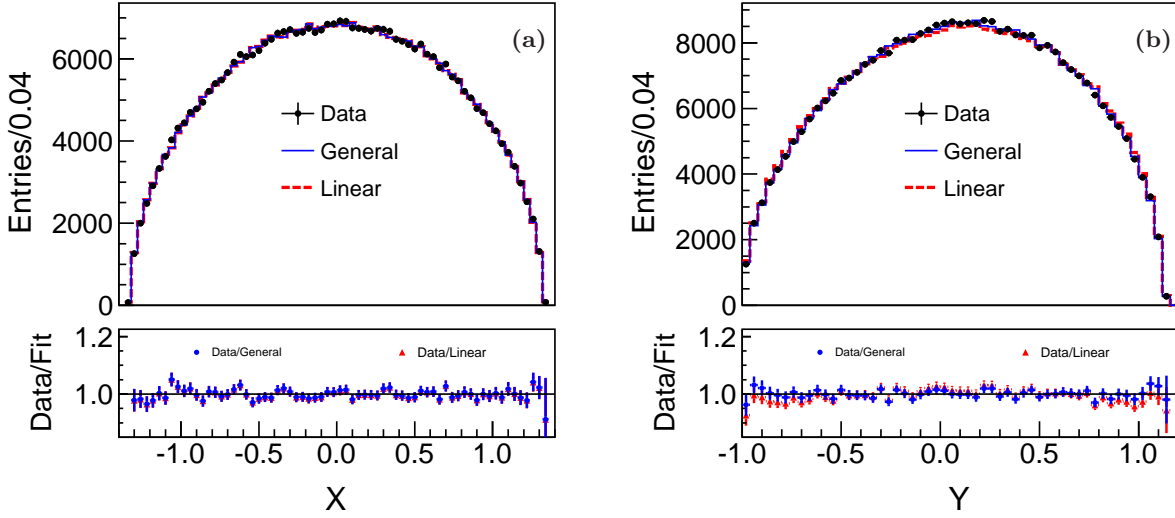 (a)
Entries/0.04
6000
4000
2000
0
Data
General
Linear
Data/Fit
1.2
1.0
Data/General
Data/Linear
-1.0 -0.5 0.0 0.5 1.0
X
(b)
Entries/0.04
8000
6000
4000
2000
0
Data
General
Linear
Data/Fit
1.2
1.0
Data/General
Data/Linear
-1.0 -0.5 0.0 0.5 1.0
Y